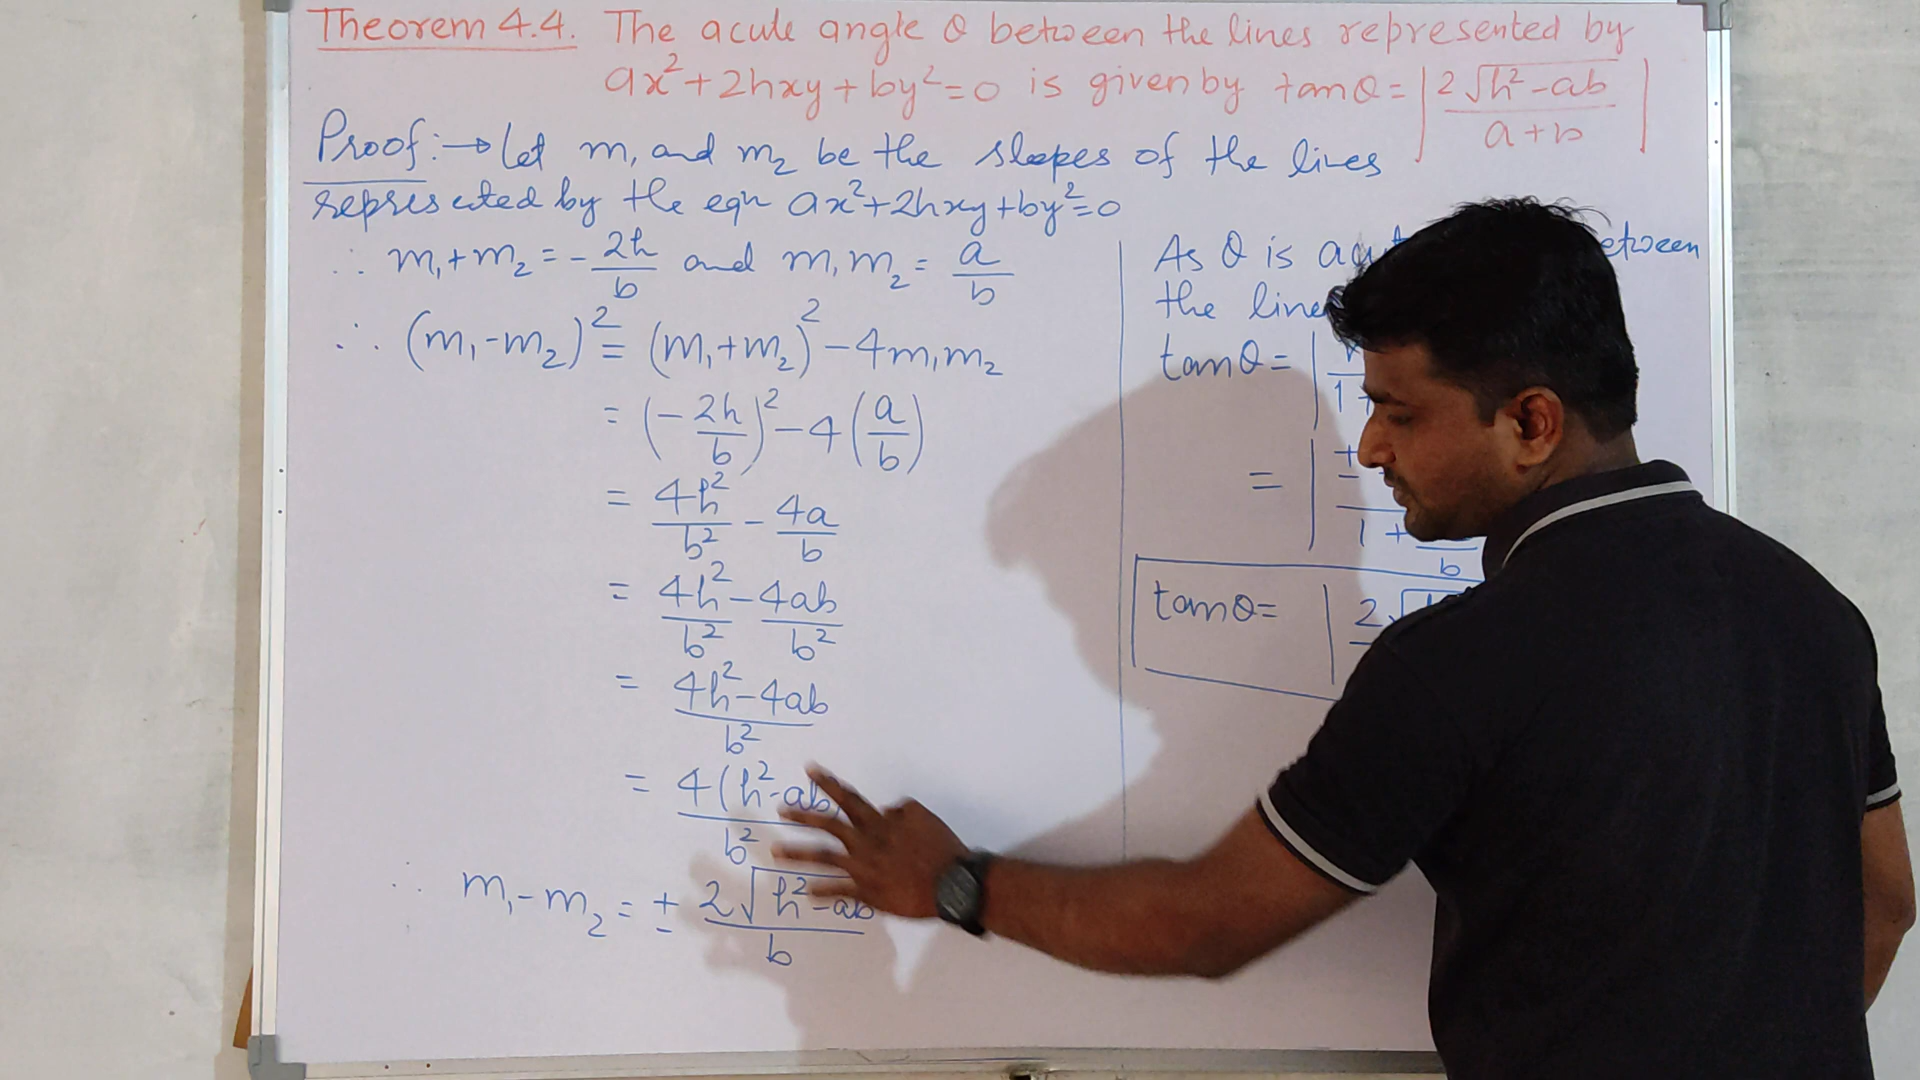 Theorem 4.4. The acute angle θ between the lines represented by
ax²+2hxy+by²=0 is given by tanθ = |2√(h²-ab) / (a+b)|
Proof:→ Let m₁ and m₂ be the slopes of the lines
represented by the eqn ax²+2hxy+by²=0
∴ m₁+m₂ = -2h/b and m₁m₂ = a/b
∴ (m₁-m₂)² = (m₁+m₂)² - 4m₁m₂
= (-2h/b)² - 4(a/b)
= 4h²/b² - 4a/b
= 4h²/b² - 4ab/b²
= (4h²-4ab)/b²
= 4(h²-ab)/b²
∴ m₁-m₂ = ± 2√(h²-ab)/b
As θ is between
the lines
tanθ = |
1+
= | ±
1 + b
tanθ = | 2√